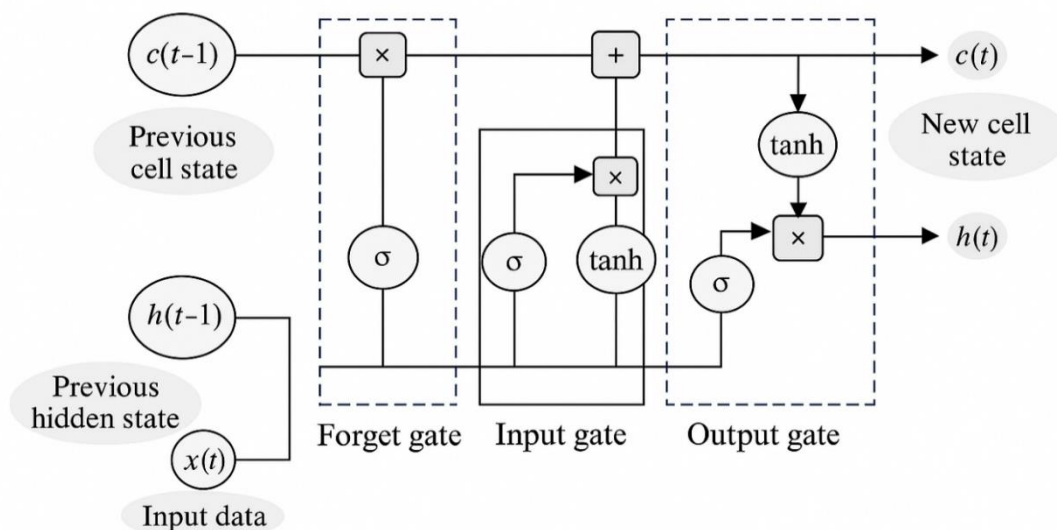 c(t–1)
×
+
c(t)
Previous
cell state
New cell
state
tanh
×
×
h(t)
σ
σ
tanh
σ
h(t–1)
Previous
hidden state
x(t)
Input data
Forget gate
Input gate
Output gate